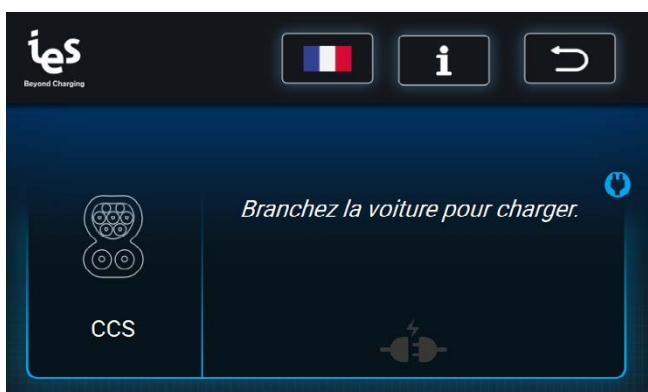 ies
Beyond Charging
i
Branchez la voiture pour charger.
CCS